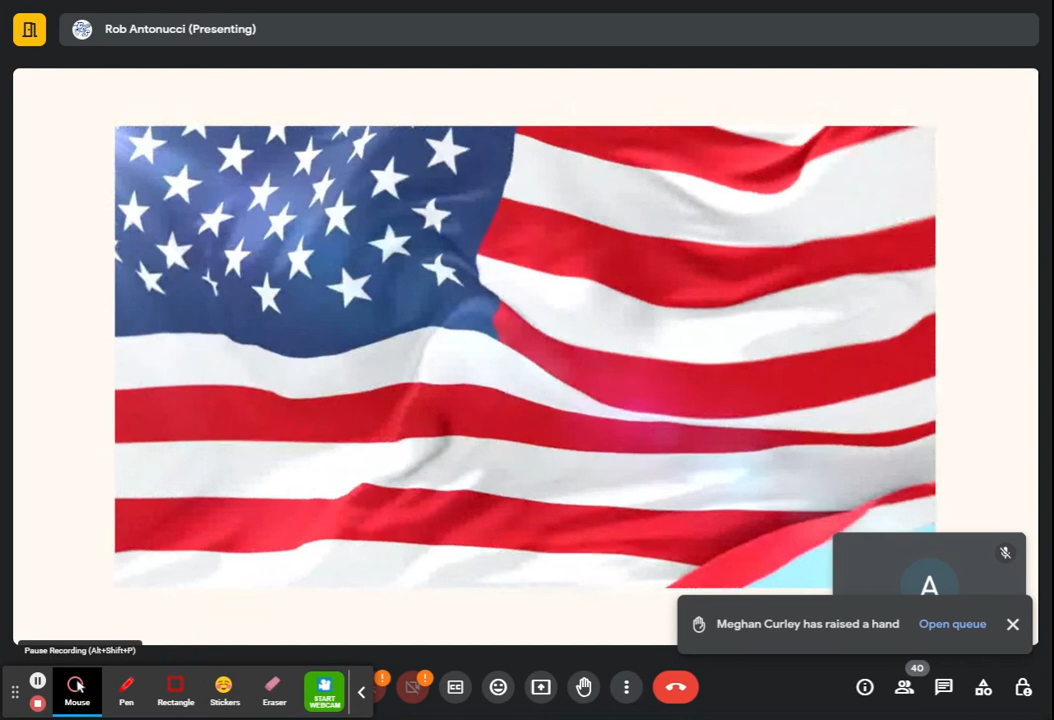 Rob Antonucci (Presenting)
A
Meghan Curley has raised a hand Open queue
Pause Recording (Alt+Shift+P)
40
Mouse Pen Rectangle Stickers Eraser START WEBCAM